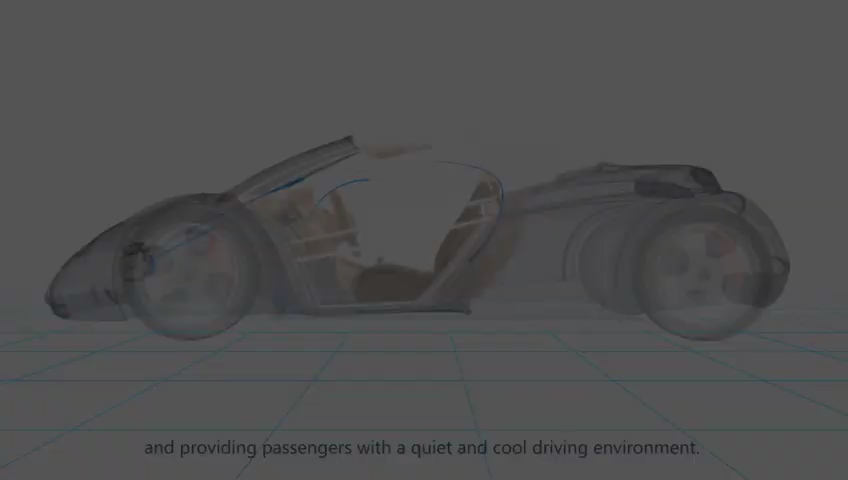 and providing passengers with a quiet and cool driving environment.